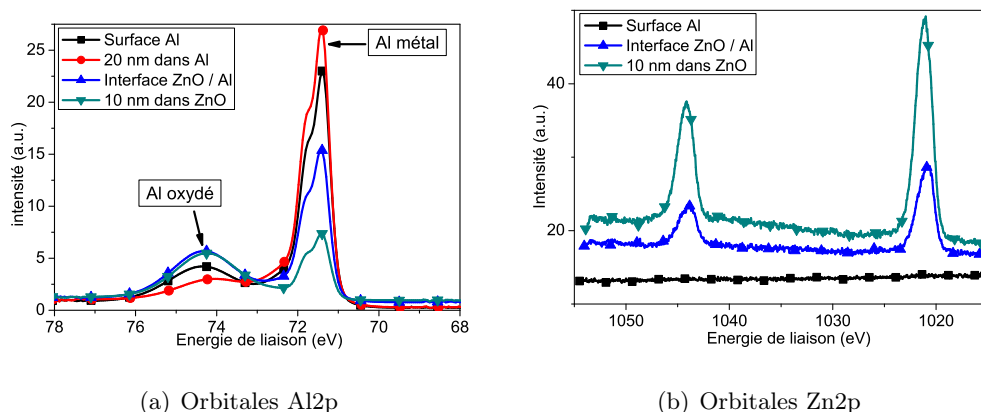 Surface Al
20 nm dans Al
Interface ZnO / Al
10 nm dans ZnO
Al métal
Al oxydé
intensité (a.u.)
25
20
15
10
5
0
78 76 74 72 70 68
Energie de liaison (eV)
(a) Orbitales Al2p
Surface Al
Interface ZnO / Al
10 nm dans ZnO
Intensité (a.u.)
40
20
1050 1040 1030 1020
Energie de liaison (eV)
(b) Orbitales Zn2p